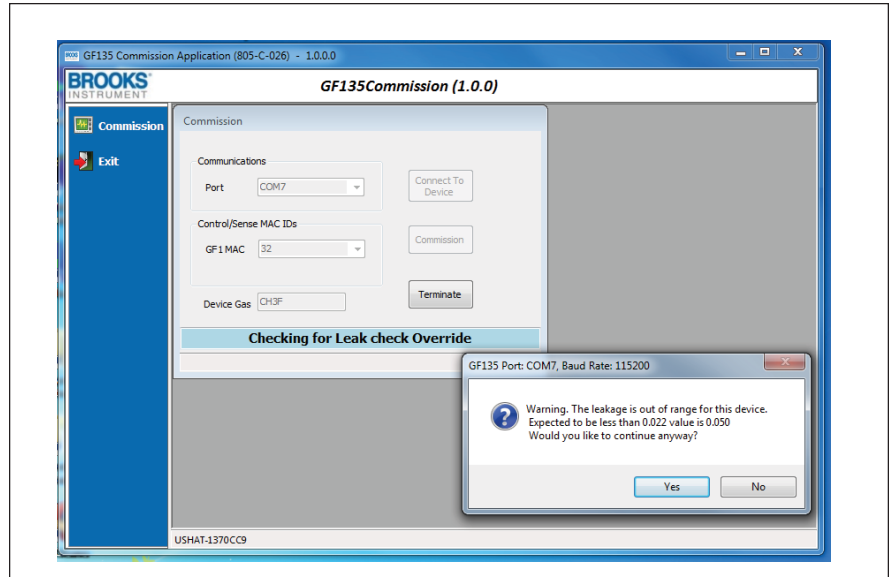 GF135 Commission Application (805-C-026) - 1.0.0.0
BROOKS
INSTRUMENT
GF135Commission (1.0.0)
Commission
Exit
Commission
Communications
Port COM7
Connect To
Device
Control/Sense MAC IDs
GF1 MAC 32
Commission
Device Gas CH3F
Terminate
Checking for Leak check Override
GF135 Port: COM7, Baud Rate: 115200
Warning. The leakage is out of range for this device.
Expected to be less than 0.022 value is 0.050
Would you like to continue anyway?
Yes No
USHAT-1370CC9